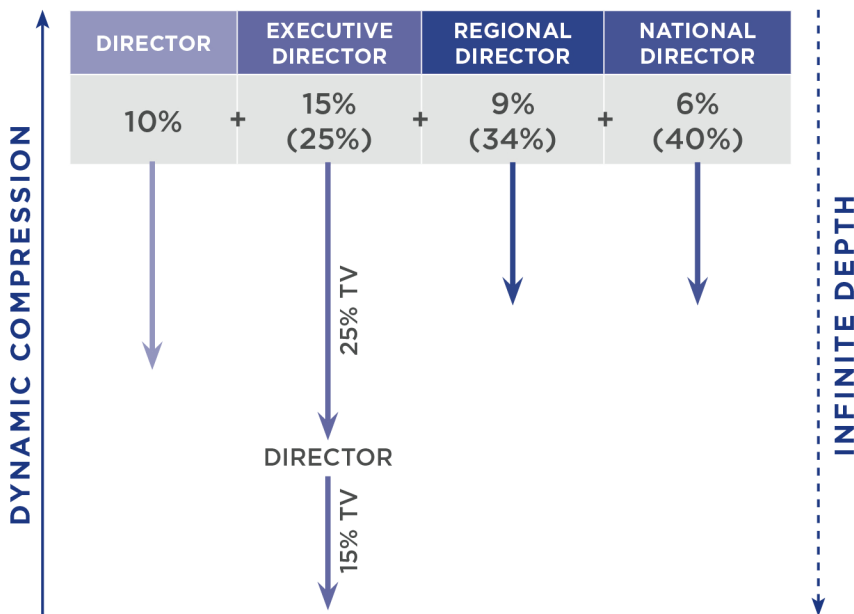 DIRECTOR
EXECUTIVE
DIRECTOR
REGIONAL
DIRECTOR
NATIONAL
DIRECTOR
10%
+
15%
(25%)
+
9%
(34%)
+
6%
(40%)
DYNAMIC COMPRESSION
25% TV
DIRECTOR
15% TV
INFINITE DEPTH